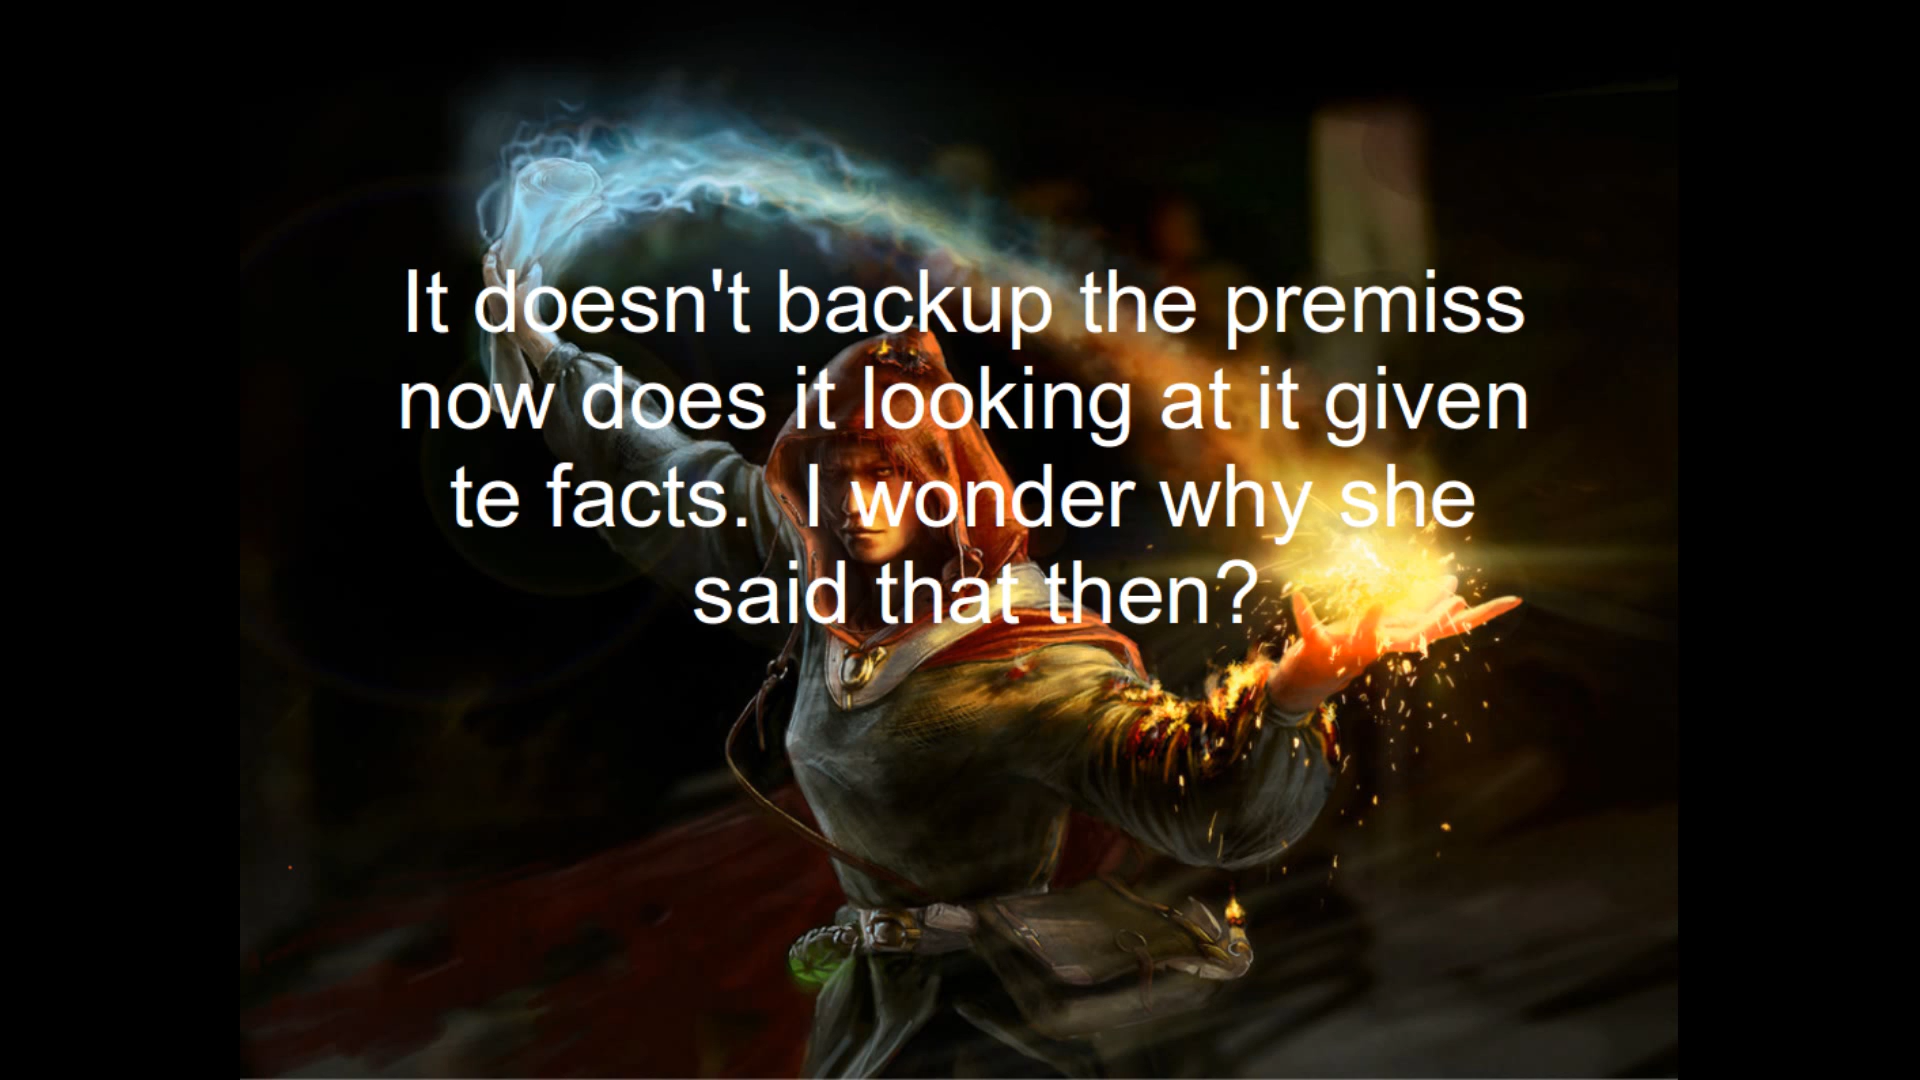 It doesn't backup the premiss
now does it looking at it given
te facts.  I wonder why she
said that then?